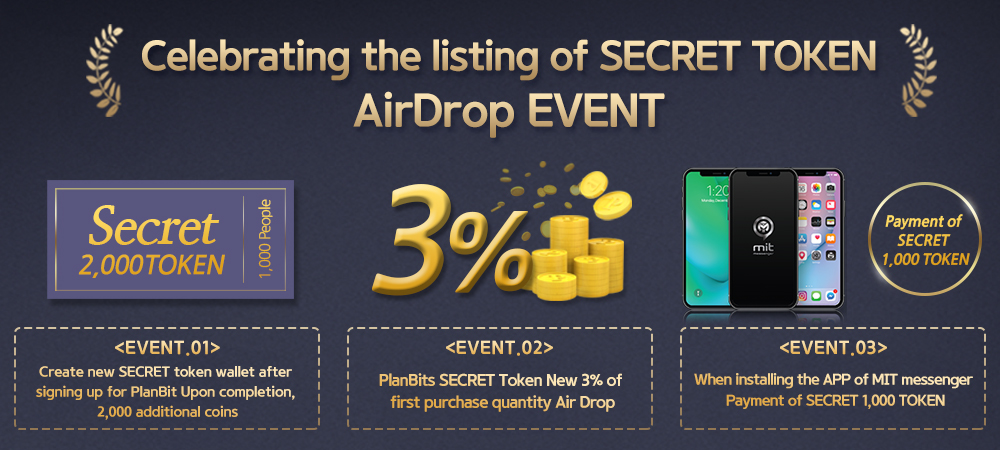 Celebrating the listing of SECRET TOKEN
AirDrop EVENT
Secret
2,000 TOKEN
1,000 People
3%
1:20
mit
Payment of
SECRET
1,000 TOKEN
<EVENT.01>
Create new SECRET token wallet after
signing up for PlanBit Upon completion,
2,000 additional coins
<EVENT.02>
PlanBits SECRET Token New 3% of
first purchase quantity Air Drop
<EVENT.03>
When installing the APP of MIT messenger
Payment of SECRET 1,000 TOKEN